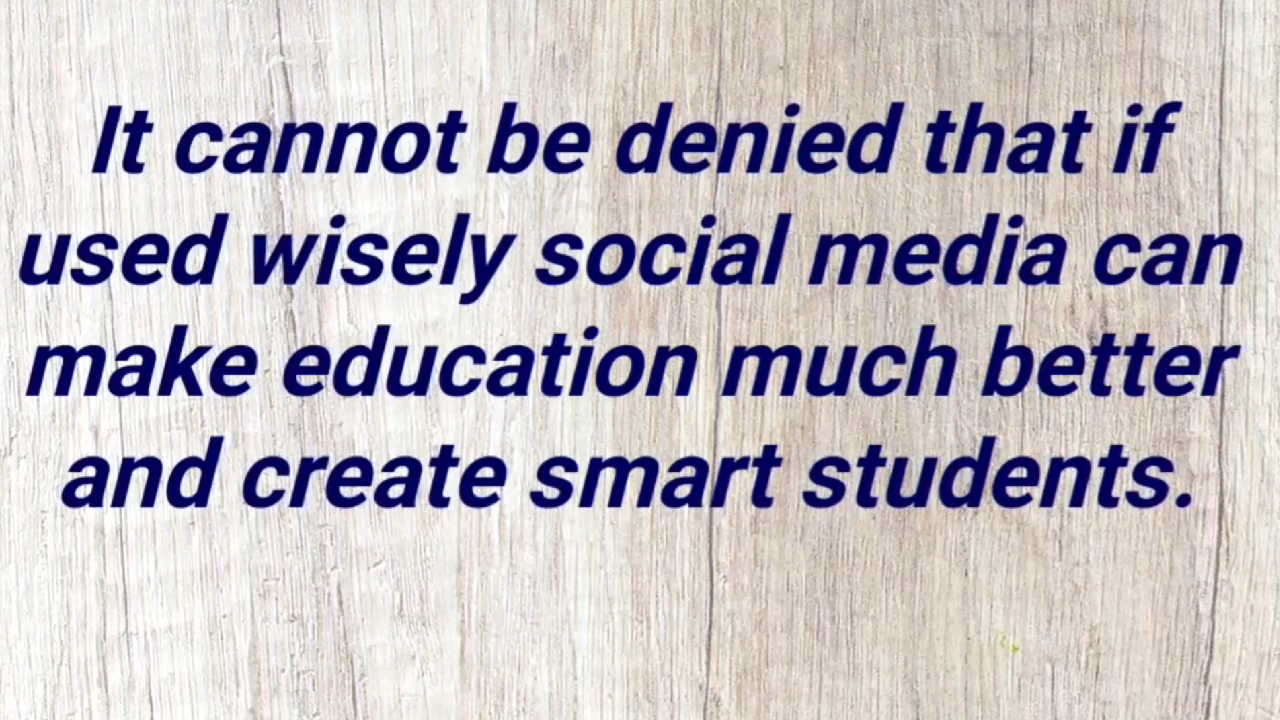 It cannot be denied that if
used wisely social media can
make education much better
and create smart students.